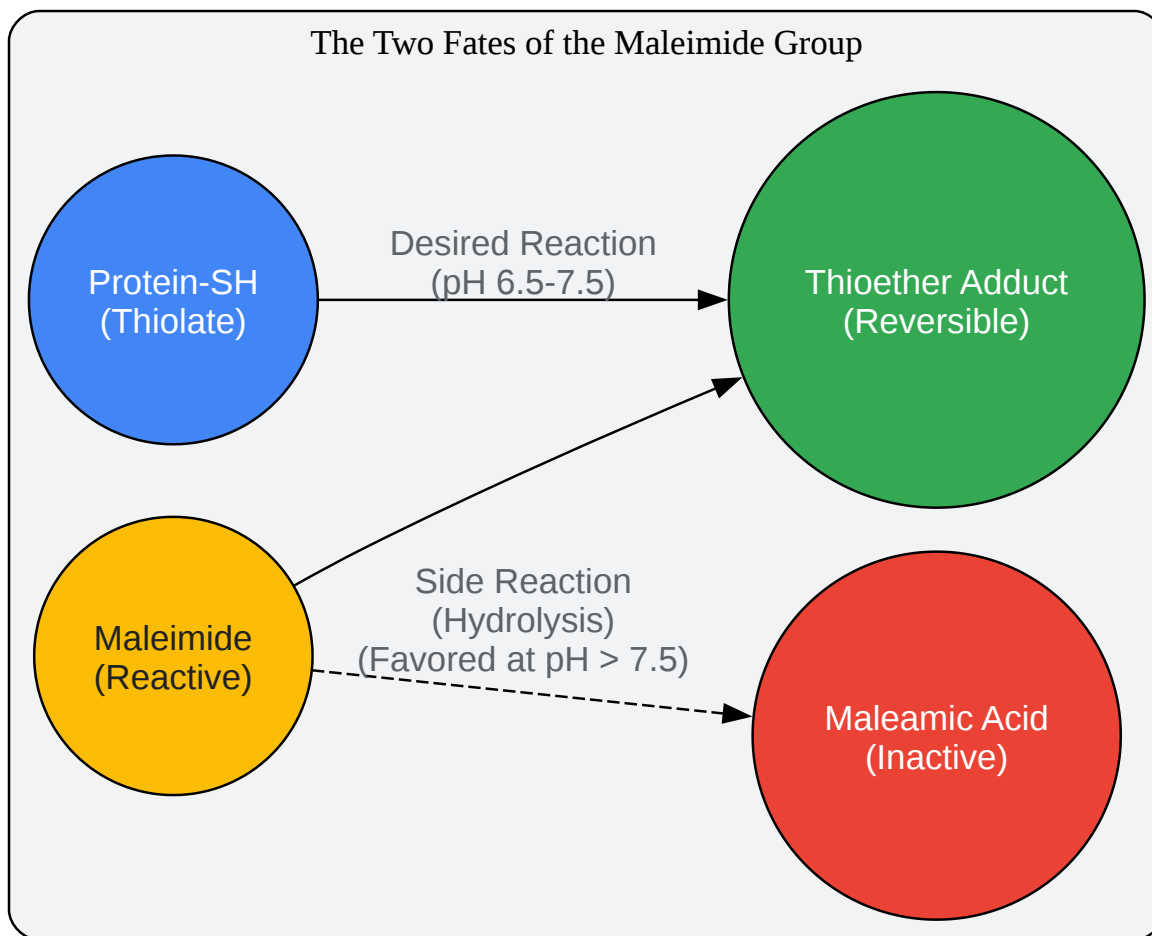 The Two Fates of the Maleimide Group
Protein-SH
(Thiolate)
Desired Reaction
(pH 6.5-7.5)
Thioether Adduct
(Reversible)
Maleimide
(Reactive)
Side Reaction
(Hydrolysis)
(Favored at pH > 7.5)
Maleamic Acid
(Inactive)